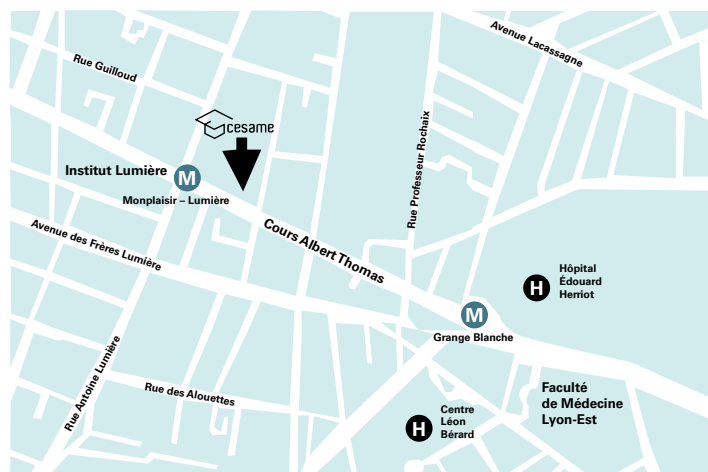 Avenue Lacassagne
Rue Guilloud
cesame
Rue Professeur Rochaix
Institut Lumière
M
Monplaisir – Lumière
Cours Albert Thomas
Avenue des Frères Lumière
H
Hôpital
Édouard
Herriot
M
Grange Blanche
Rue Antoine Lumière
Rue des Alouettes
Faculté
de Médecine
Lyon-Est
H
Centre
Léon
Bérard